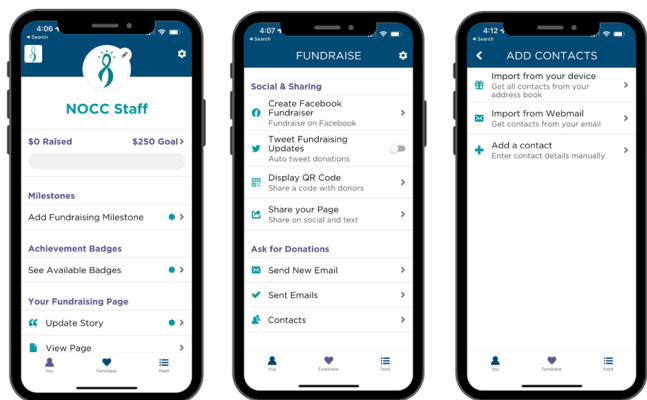 4:06
Search
NOCC Staff
$0 Raised
$250 Goal
Milestones
Add Fundraising Milestone
Achievement Badges
See Available Badges
Your Fundraising Page
Update Story
View Page
You
Fundraise
Feed
4:07
Search
FUNDRAISE
Social & Sharing
Create Facebook
Fundraiser
Fundraise on Facebook
Tweet Fundraising
Updates
Auto tweet donations
Display QR Code
Share a code with donors
Share your Page
Share on social and text
Ask for Donations
Send New Email
Sent Emails
Contacts
You
Fundraise
Feed
4:12
Search
ADD CONTACTS
Import from your device
Get all contacts from your
address book
Import from Webmail
Get contacts from your email
Add a contact
Enter contact details manually
You
Fundraise
Feed